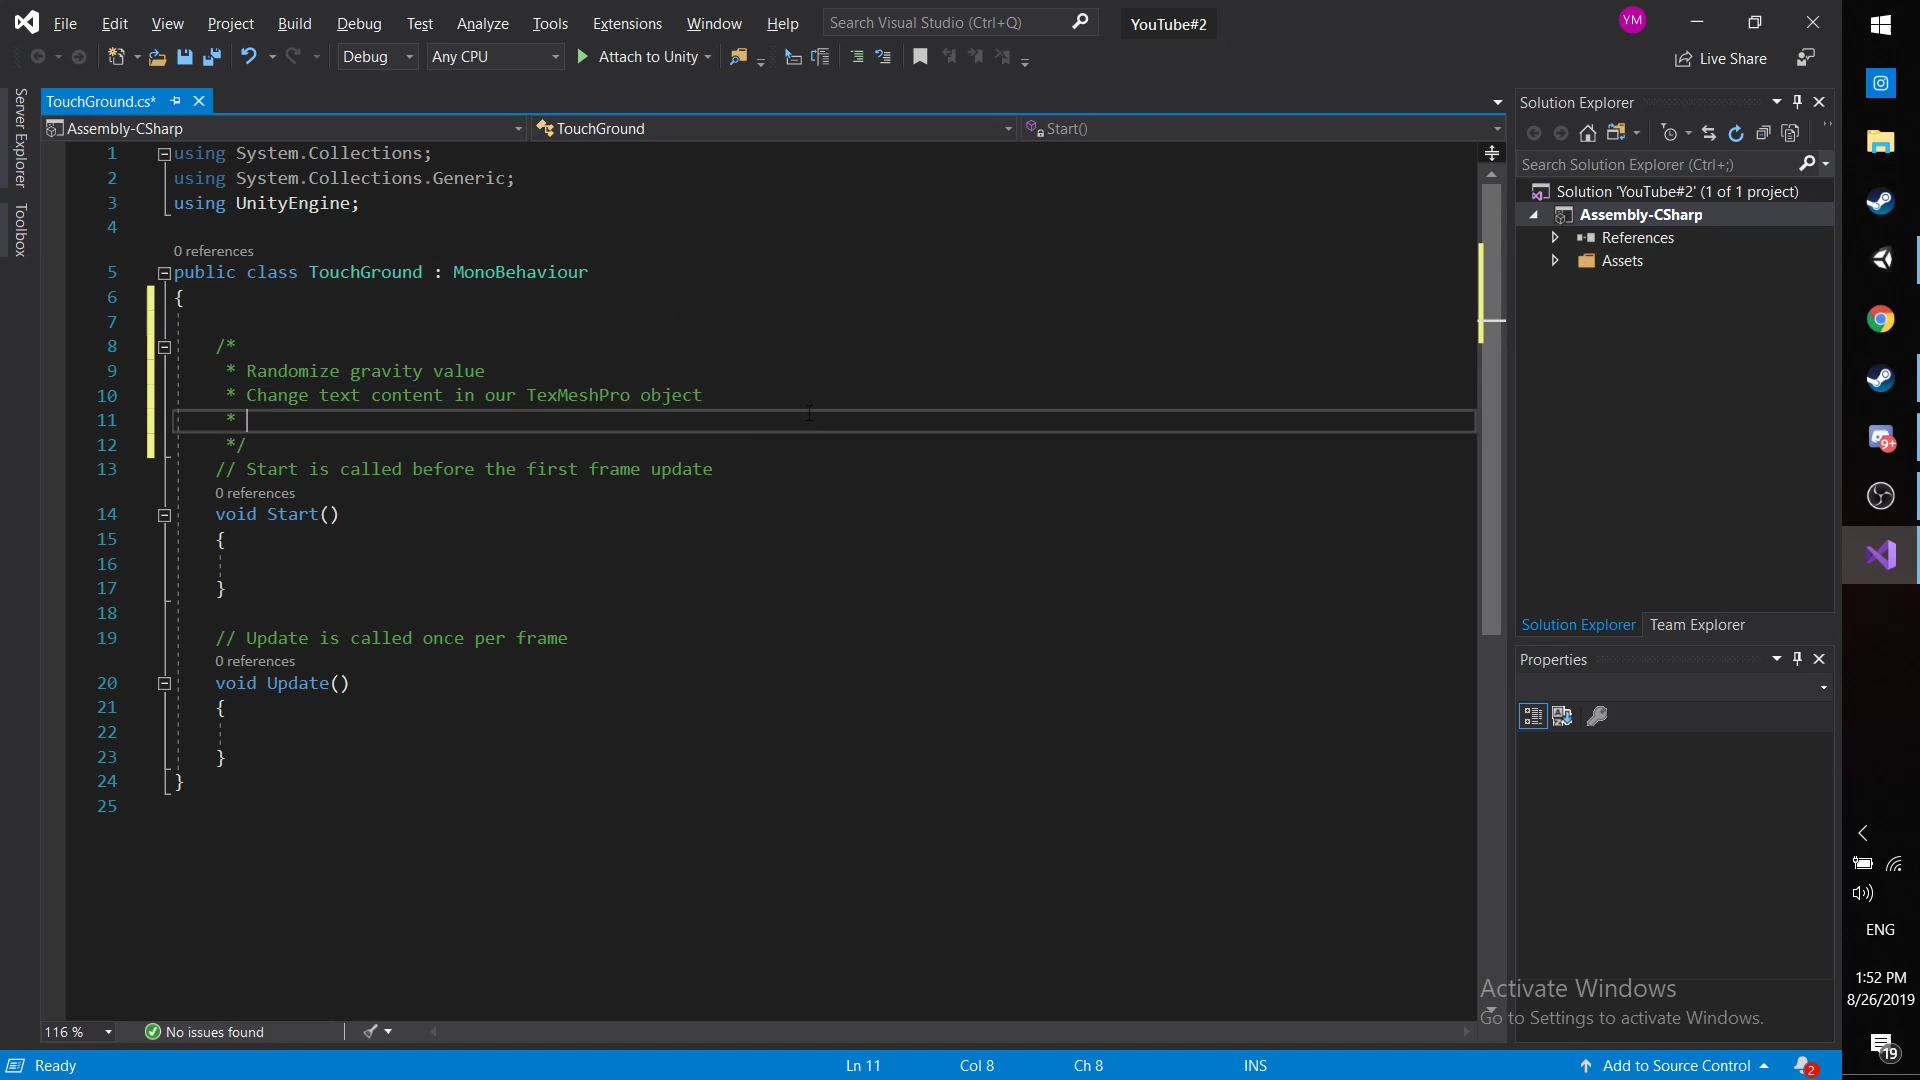 File Edit View Project Build Debug Test Analyze Tools Extensions Window Help Search Visual Studio (Ctrl+Q) YouTube#2 YM
Debug Any CPU Attach to Unity Live Share
Server Explorer
Toolbox
TouchGround.cs*
Assembly-CSharp TouchGround Start()
1 using System.Collections;
2 using System.Collections.Generic;
3 using UnityEngine;
4
0 references
5 public class TouchGround : MonoBehaviour
6 {
7
8 /*
9 * Randomize gravity value
10 * Change text content in our TexMeshPro object
11 *
12 */
13 // Start is called before the first frame update
0 references
14 void Start()
15 {
16
17 }
18
19 // Update is called once per frame
0 references
20 void Update()
21 {
22
23 }
24 }
25
116 % No issues found
Solution Explorer
Search Solution Explorer (Ctrl+;)
Solution 'YouTube#2' (1 of 1 project)
Assembly-CSharp
References
Assets
Solution Explorer Team Explorer
Properties
Activate Windows
Go to Settings to activate Windows.
Ready Ln 11 Col 8 Ch 8 INS Add to Source Control 2
9+
ENG
1:52 PM
8/26/2019
19